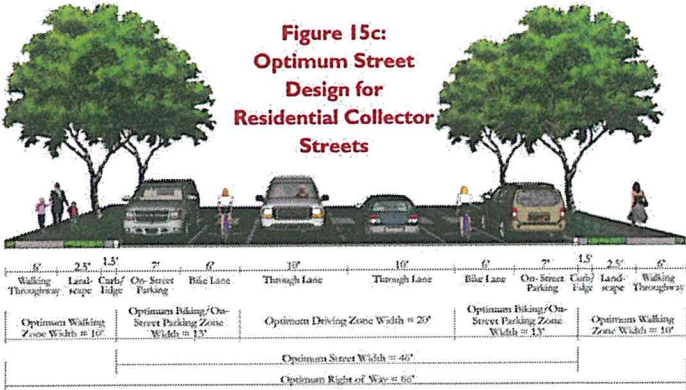 Figure 15c:
Optimum Street
Design for
Residential Collector
Streets
6' 2.5' 1.5' 7' 6' 10' 10' 6' 7' 1.5' 2.5' 6'
Walking Throughway
Land-scape
Curb/Edge
On-Street Parking
Bike Lane
Through Lane
Through Lane
Bike Lane
On-Street Parking
Curb/Edge
Land-scape
Walking Throughway
Optimum Walking
Zone Width = 10'
Optimum Biking/On-
Street Parking Zone
Width = 13'
Optimum Driving Zone Width = 20'
Optimum Biking/On-
Street Parking Zone
Width = 13'
Optimum Walking
Zone Width = 10'
Optimum Street Width = 46'
Optimum Right of Way = 66'